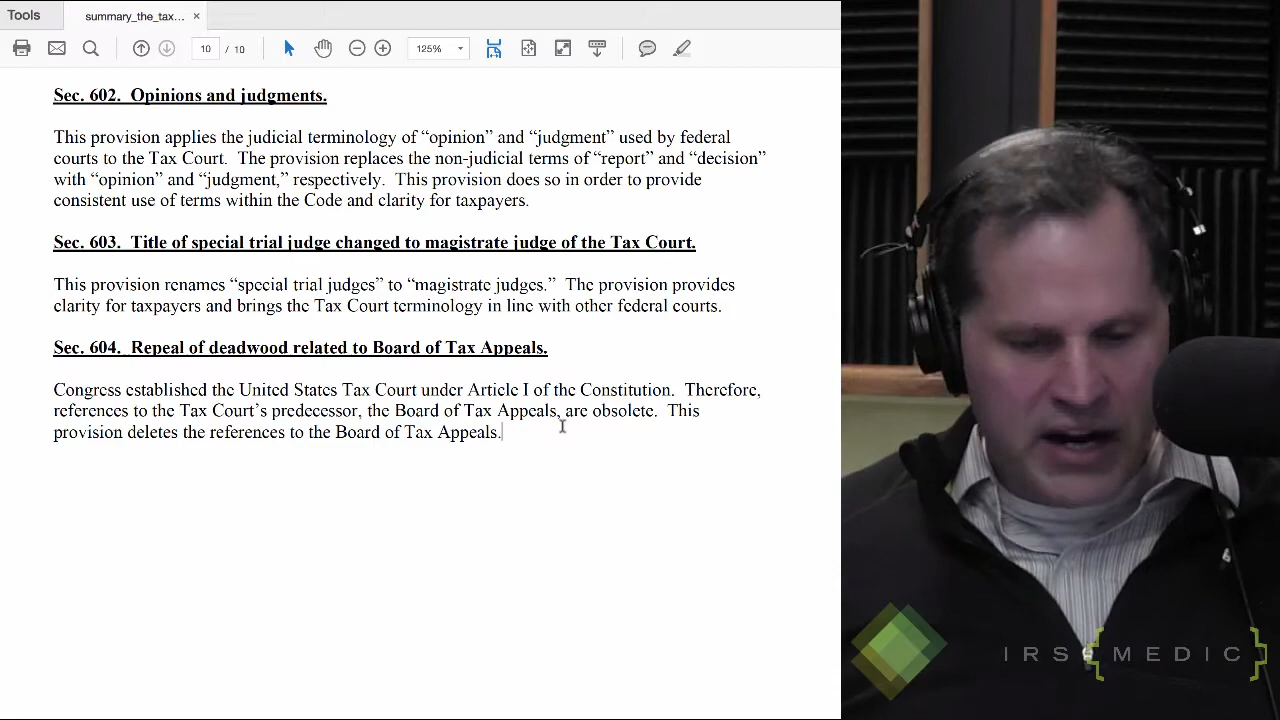 Tools
summary_the_tax... ×
10 / 10
125%
Sec. 602.  Opinions and judgments.
This provision applies the judicial terminology of “opinion” and “judgment” used by federal
courts to the Tax Court.  The provision replaces the non-judicial terms of “report” and “decision”
with “opinion” and “judgment,” respectively.  This provision does so in order to provide
consistent use of terms within the Code and clarity for taxpayers.
Sec. 603.  Title of special trial judge changed to magistrate judge of the Tax Court.
This provision renames “special trial judges” to “magistrate judges.”  The provision provides
clarity for taxpayers and brings the Tax Court terminology in line with other federal courts.
Sec. 604.  Repeal of deadwood related to Board of Tax Appeals.
Congress established the United States Tax Court under Article I of the Constitution.  Therefore,
references to the Tax Court’s predecessor, the Board of Tax Appeals, are obsolete.  This
provision deletes the references to the Board of Tax Appeals.
IRS{MEDIC}